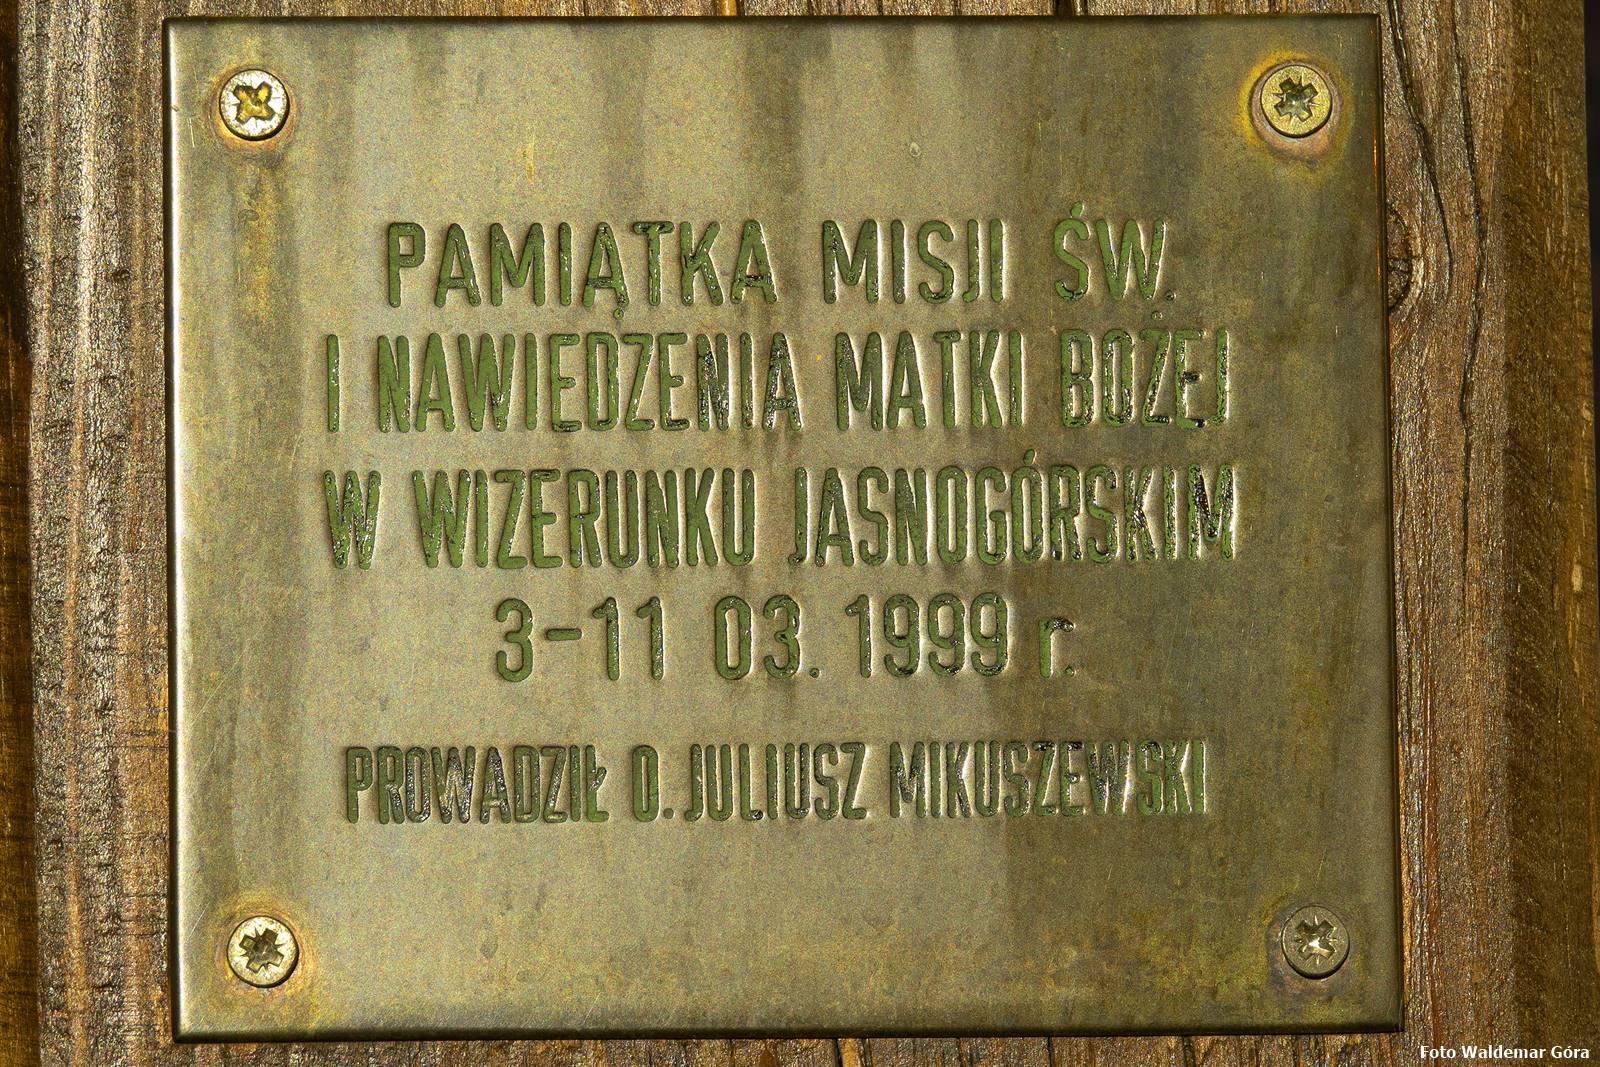 PAMIĄTKA MISJI ŚW.
I NAWIEDZENIA MATKI BOŻEJ
W WIZERUNKU JASNOGÓRSKIM
3-11 03. 1999 r.
PROWADZIŁ O. JULIUSZ MIKUSZEWSKI
Foto Waldemar Góra